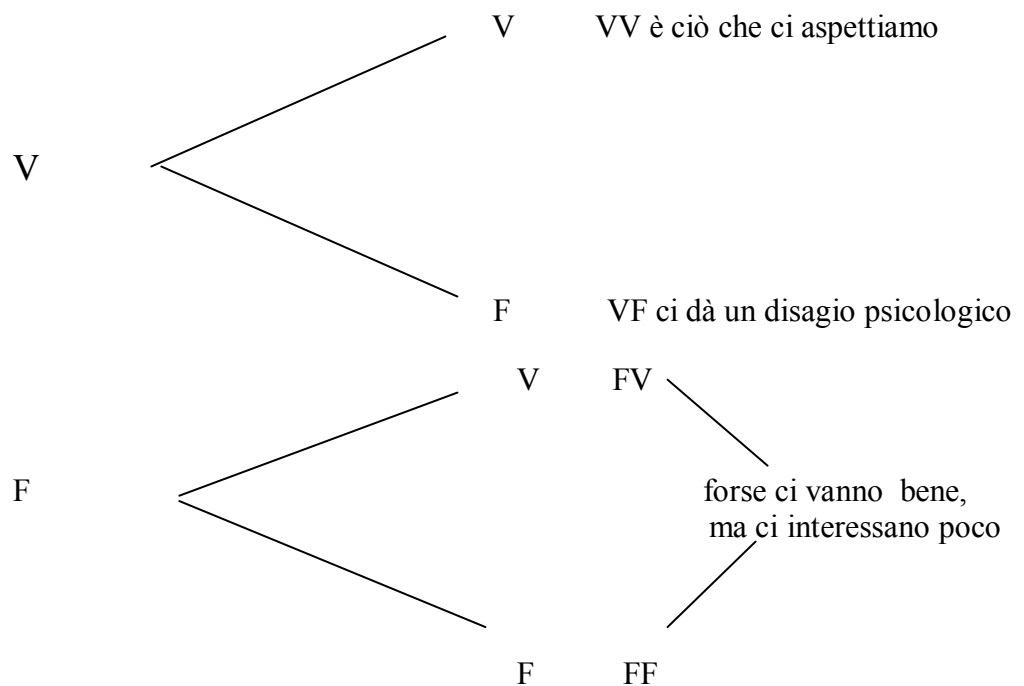 V VV è ciò che ci aspettiamo
V
F VF ci dà un disagio psicologico
V FV
F forse ci vanno bene,
ma ci interessano poco
F FF